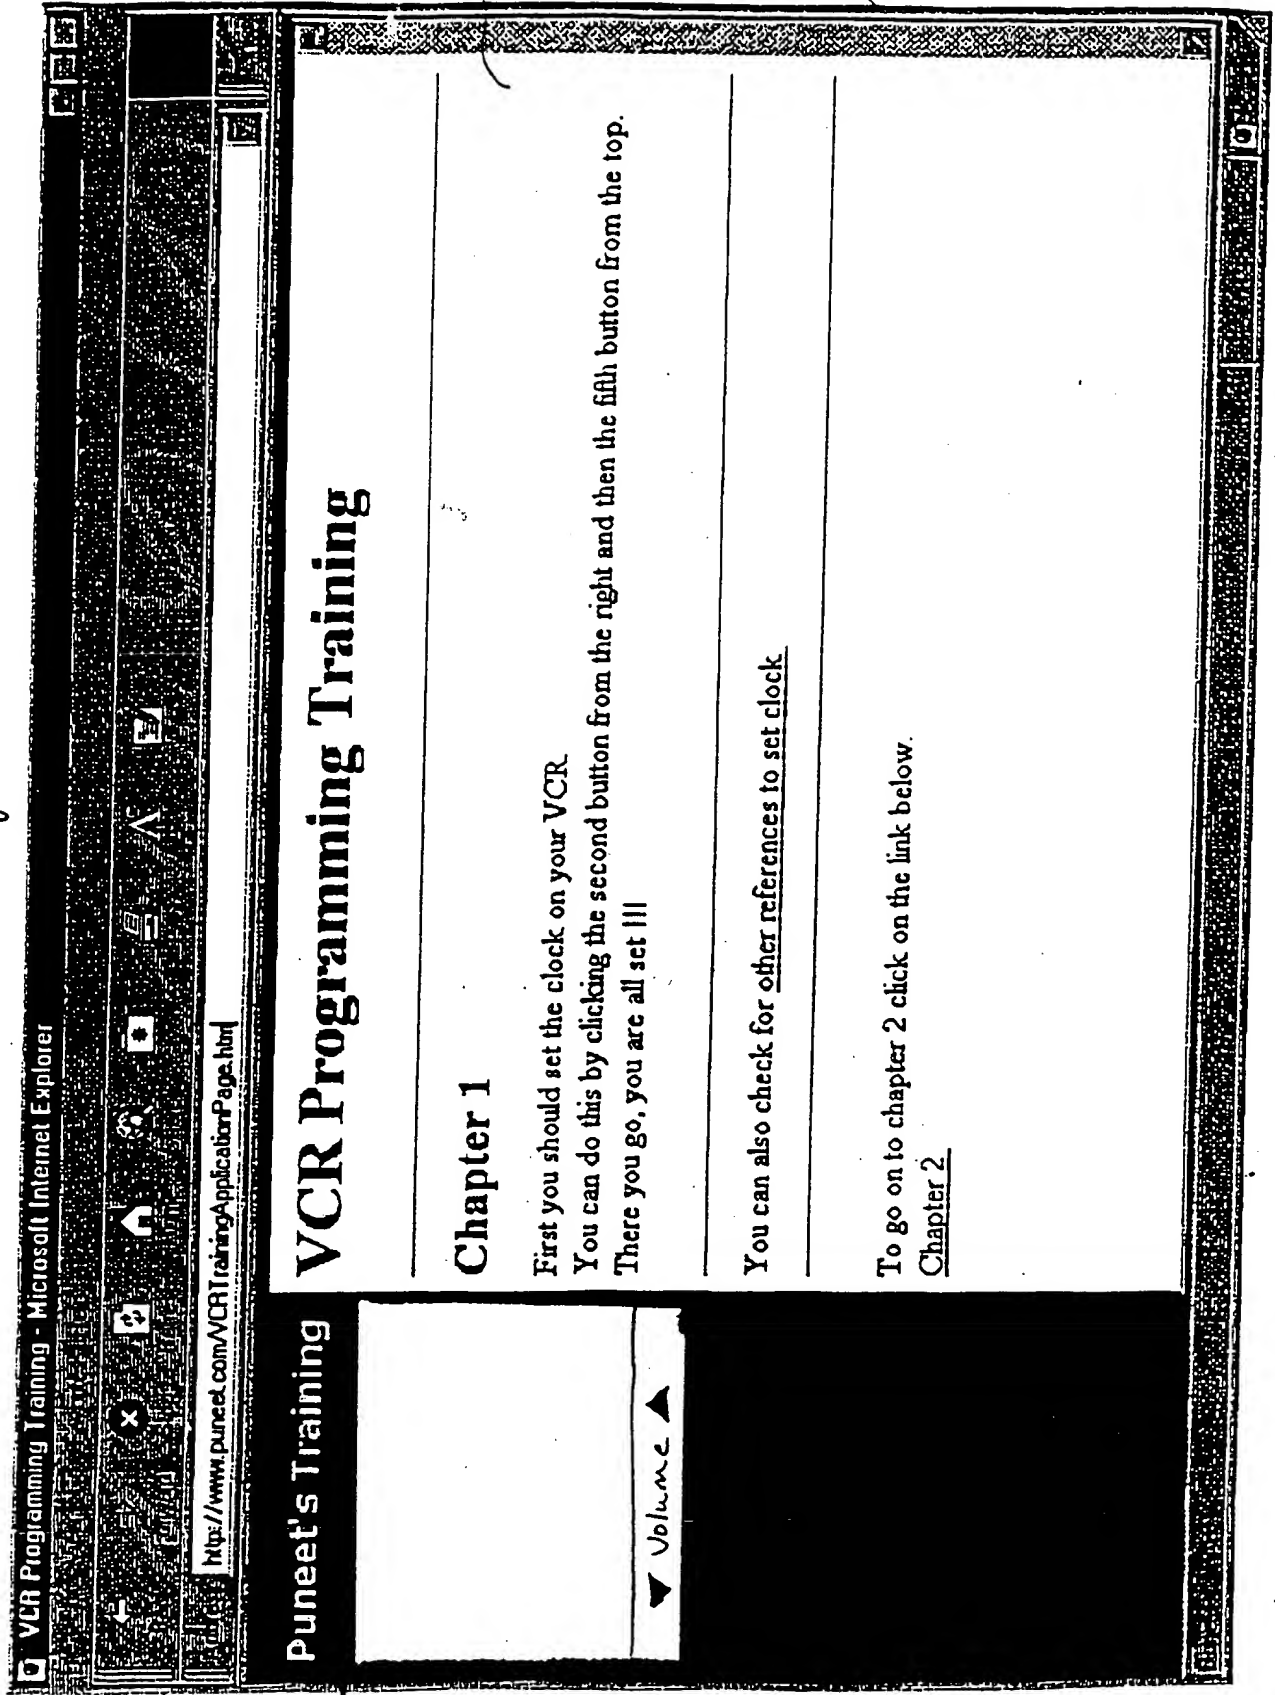 VCR Programming Training - Microsoft Internet Explorer
http://www.puneet.com/VCRTrainingApplicationPage.html
Puneet's Training
Volume
VCR Programming Training
Chapter 1
First you should set the clock on your VCR.
You can do this by clicking the second button from the right and then the fifth button from the top.
There you go, you are all set !!!
You can also check for other references to set clock
To go on to chapter 2 click on the link below.
Chapter 2